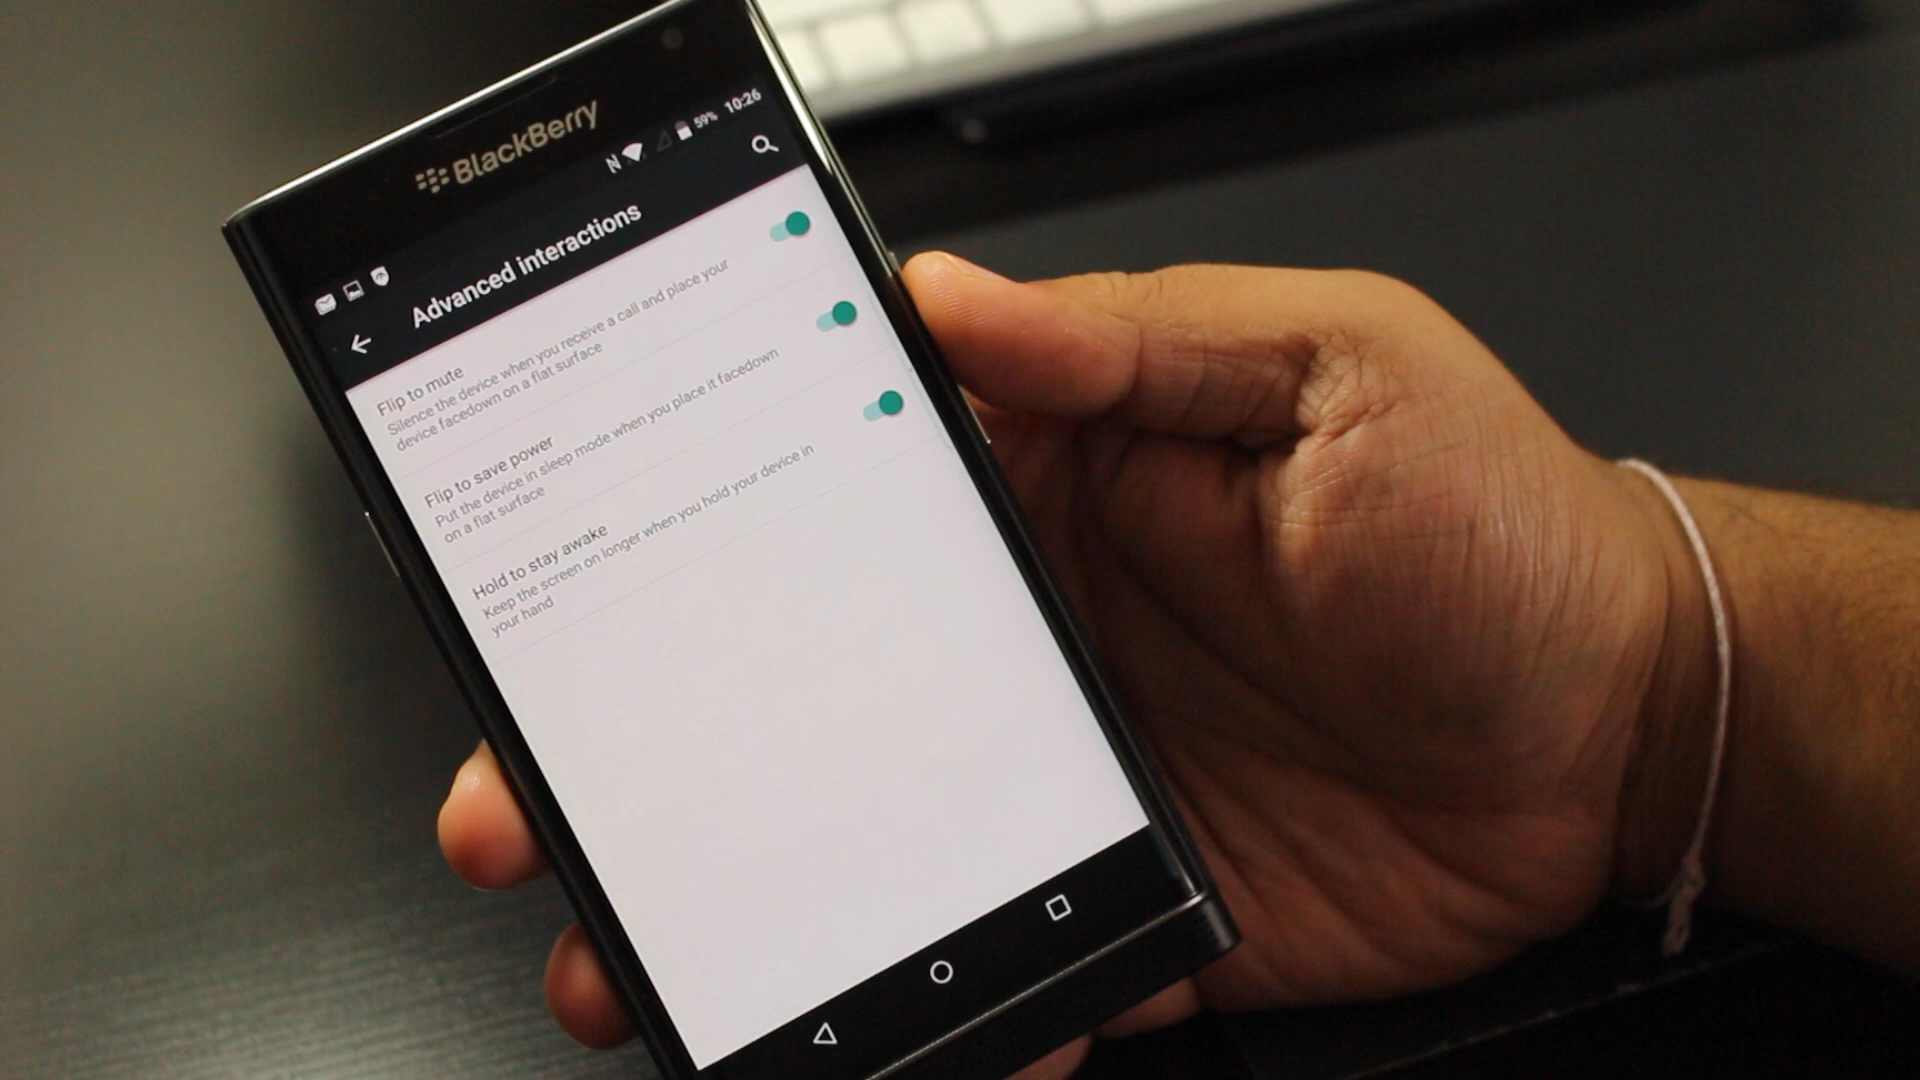 BlackBerry
N 59% 10:26
Advanced interactions
Flip to mute
Silence the device when you receive a call and place your
device facedown on a flat surface
Flip to save power
Put the device in sleep mode when you place it facedown
on a flat surface
Hold to stay awake
Keep the screen on longer when you hold your device in
your hand